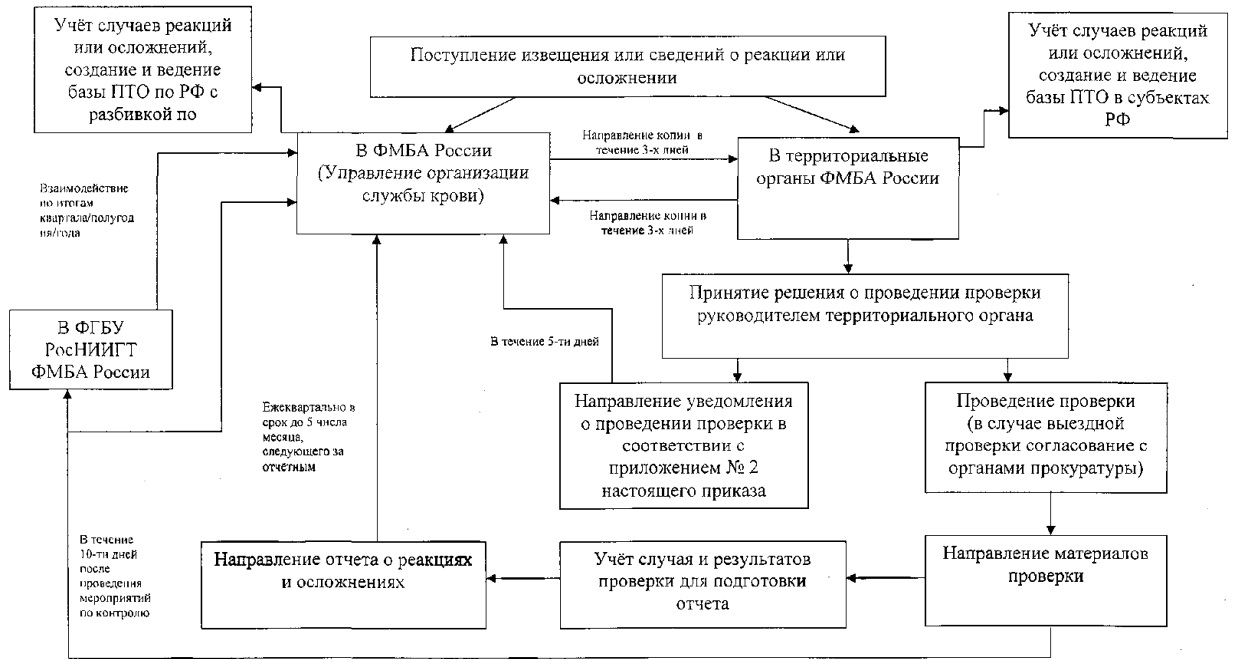 Учёт случаев реакций
или осложнений,
создание и ведение
базы ПТО по РФ с
разбивкой по
Поступление извещения или сведений о реакции или
осложнении
Учёт случаев реакций
или осложнений,
создание и ведение
базы ПТО в субъектах
РФ
В ФМБА России
(Управление организации
службы крови)
Направление копии в
течение 3-х дней
В территориальные
органы ФМБА России
Направление копии в
течение 3-х дней
Взаимодействие
по итогам
квартала/полугод
ия/года
Принятие решения о проведении проверки
руководителем территориального органа
В ФГБУ
РосНИИГТ
ФМБА России
В течение 5-ти дней
Направление уведомления
о проведении проверки в
соответствии с
приложением № 2
настоящего приказа
Проведение проверки
(в случае выездной
проверки согласование с
органами прокуратуры)
Ежеквартально в
срок до 5 числа
месяца,
следующего за
отчётным
В течение
10-ти дней
после
проведения
мероприятий
по контролю
Направление отчета о реакциях
и осложнениях
Учёт случая и результатов
проверки для подготовки
отчета
Направление материалов
проверки